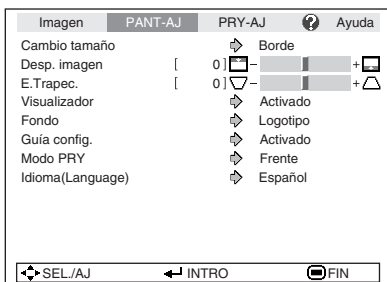 Imagen PANT-AJ PRY-AJ ? Ayuda
Cambio tamaño Borde
Desp. imagen [ 0] - +
E.Trapec. [ 0] - +
Visualizador Activado
Fondo Logotipo
Guía config. Activado
Modo PRY Frente
Idioma(Language) Español
SEL./AJ INTRO FIN